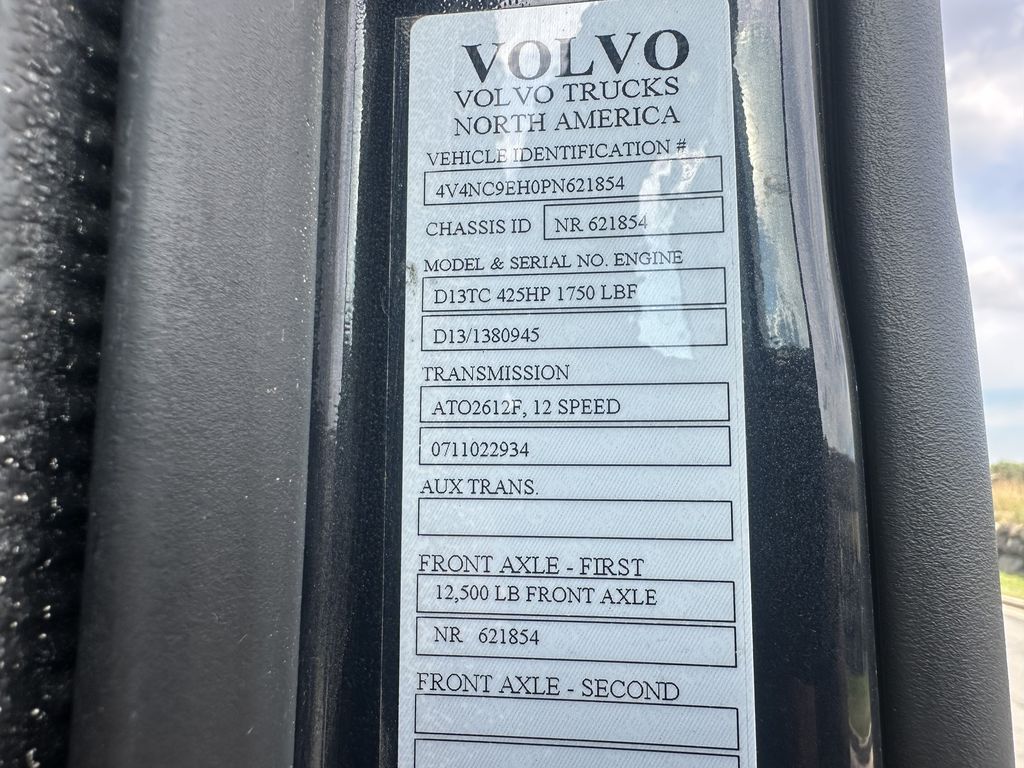 VOLVO
VOLVO TRUCKS
NORTH AMERICA
VEHICLE IDENTIFICATION #
4V4NC9EH0PN621854
CHASSIS ID NR 621854
MODEL & SERIAL NO. ENGINE
D13TC 425HP 1750 LBF
D13/1380945
TRANSMISSION
ATO2612F, 12 SPEED
0711022934
AUX TRANS.
FRONT AXLE - FIRST
12,500 LB FRONT AXLE
NR 621854
FRONT AXLE - SECOND